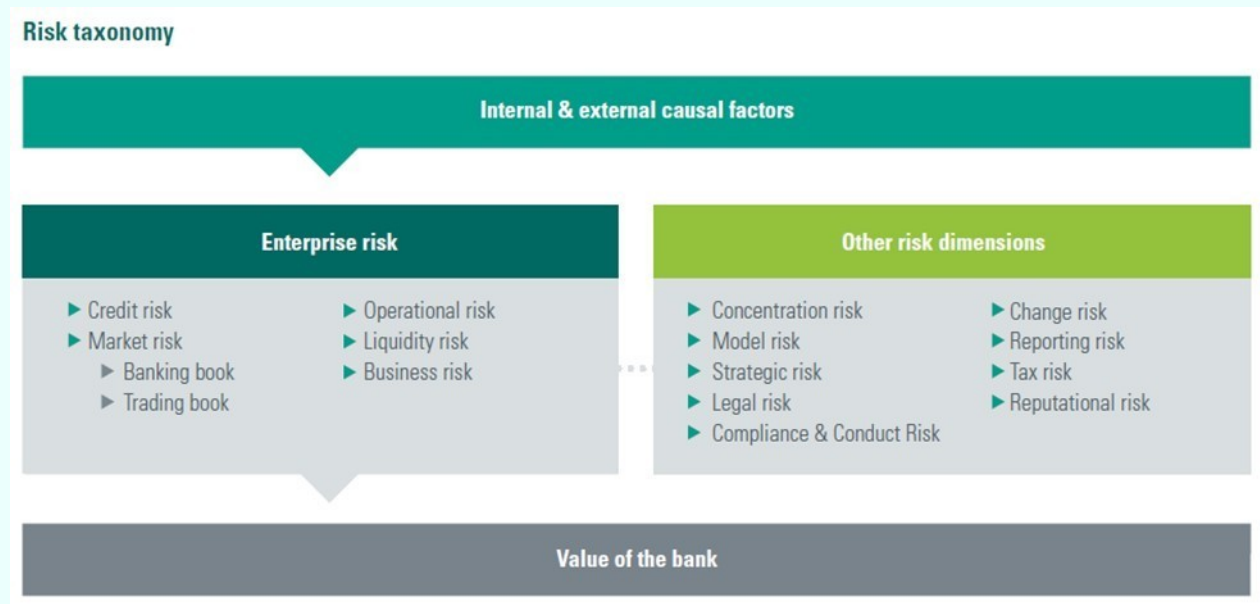 Risk taxonomy
Internal & external causal factors
Enterprise risk
Credit risk
Market risk
Banking book
Trading book
Operational risk
Liquidity risk
Business risk
Other risk dimensions
Concentration risk
Model risk
Strategic risk
Legal risk
Compliance & Conduct Risk
Change risk
Reporting risk
Tax risk
Reputational risk
Value of the bank